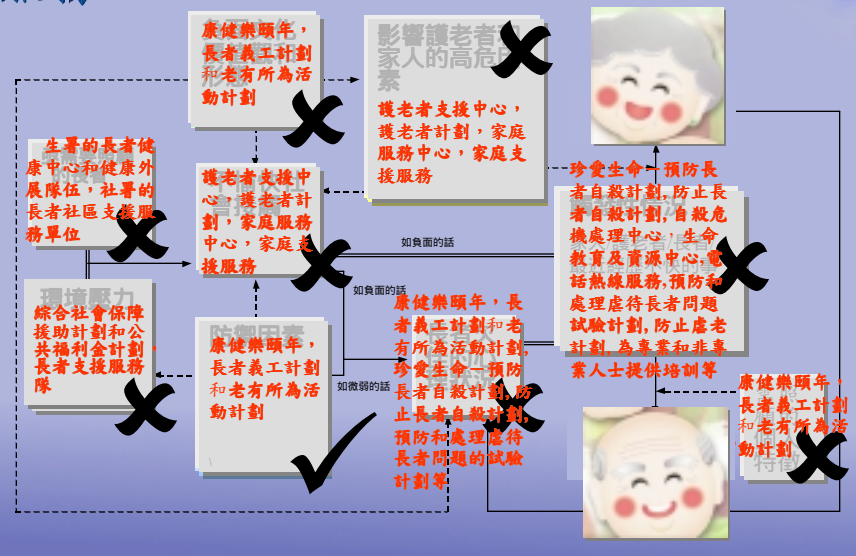 康健樂頤年，
長者義工計劃
和老有所為活
動計劃
影響護老者和
家人的高危因
素
護老者支援中心，
護老者計劃，家庭
服務中心，家庭支
援服務
生署的長者健
康中心和健康外
展隊伍，社署的
長者社區支援服
務單位
護老者支援中
心，護老者計
劃，家庭服務
中心，家庭支
援服務
珍愛生命—預防長
者自殺計劃, 防止長
者自殺計劃, 自殺危
機處理中心，生命
教育及資源中心,電
話熱線服務,預防和
處理虐待長者問題
試驗計劃, 防止虐老
計劃, 為專業和非專
業人士提供培訓等
如負面的話
如負面的話
環境壓力
綜合社會保障
援助計劃和公
共福利金計劃，
長者支援服務
隊
防禦因素
康健樂頤年，
長者義工計劃
和老有所為活
動計劃
\
如微弱的話
康健樂頤年，長
者義工計劃和老
有所為活動計劃,
珍愛生命—預防
長者自殺計劃, 防
止長者自殺計劃,
預防和處理虐待
長者問題的試驗
計劃等
康健樂頤年，
長者義工計劃
和老有所為活
動計劃
特徵